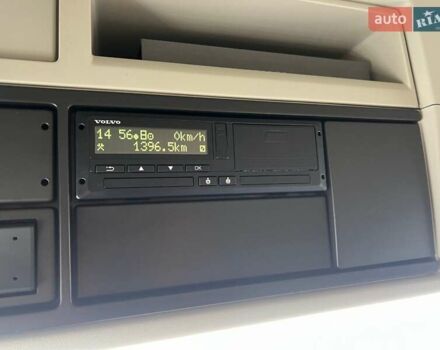 auto RIA
VOLVO
14 56 0km/h
1396.5km
OK